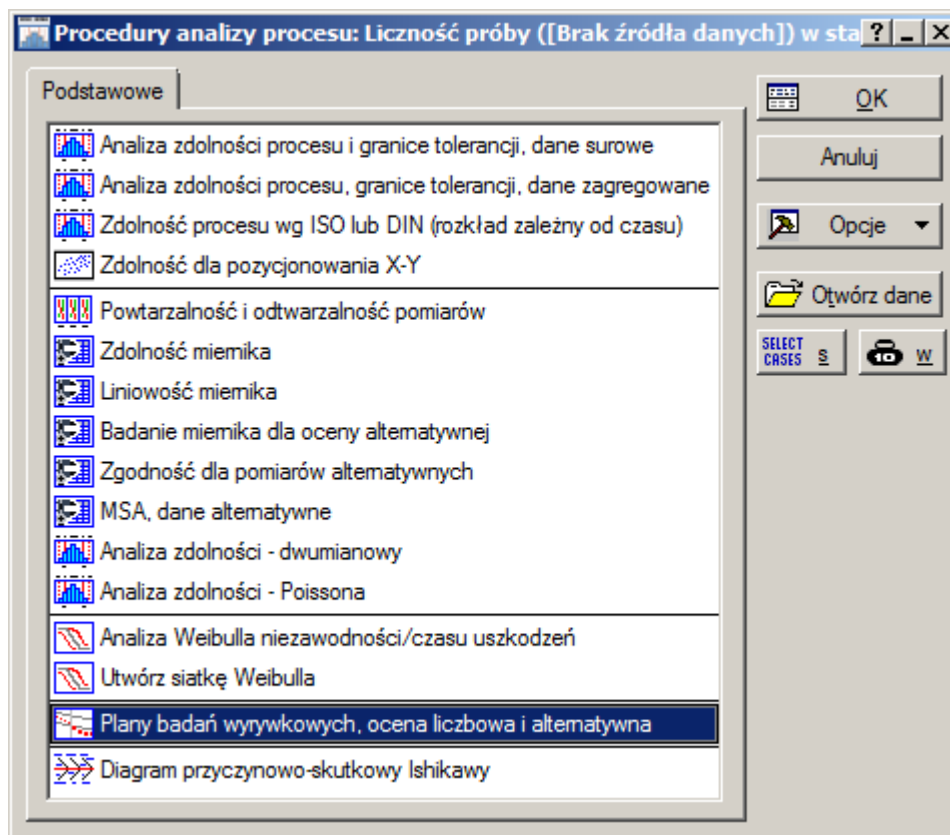 Procedury analizy procesu: Liczność próby ([Brak źródła danych]) w sta
Podstawowe
Analiza zdolności procesu i granice tolerancji, dane surowe
Analiza zdolności procesu, granice tolerancji, dane zagregowane
Zdolność procesu wg ISO lub DIN (rozkład zależny od czasu)
Zdolność dla pozycjonowania X-Y
Powtarzalność i odtwarzalność pomiarów
Zdolność miernika
Liniowość miernika
Badanie miernika dla oceny alternatywnej
Zgodność dla pomiarów alternatywnych
MSA, dane alternatywne
Analiza zdolności - dwumianowy
Analiza zdolności - Poissona
Analiza Weibulla niezawodności/czasu uszkodzeń
Utwórz siatkę Weibulla
Plany badań wyrywkowych, ocena liczbowa i alternatywna
Diagram przyczynowo-skutkowy Ishikawy
OK
Anuluj
Opcje
Otwórz dane
SELECT CASES s
10 w